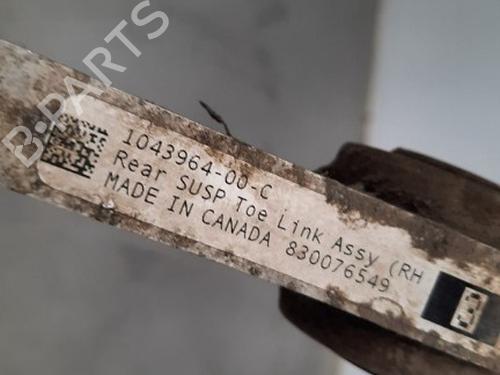 B-PARTS
1043964-00-C
Rear SUSP Toe Link Assy (RH
MADE IN CANADA 830076549